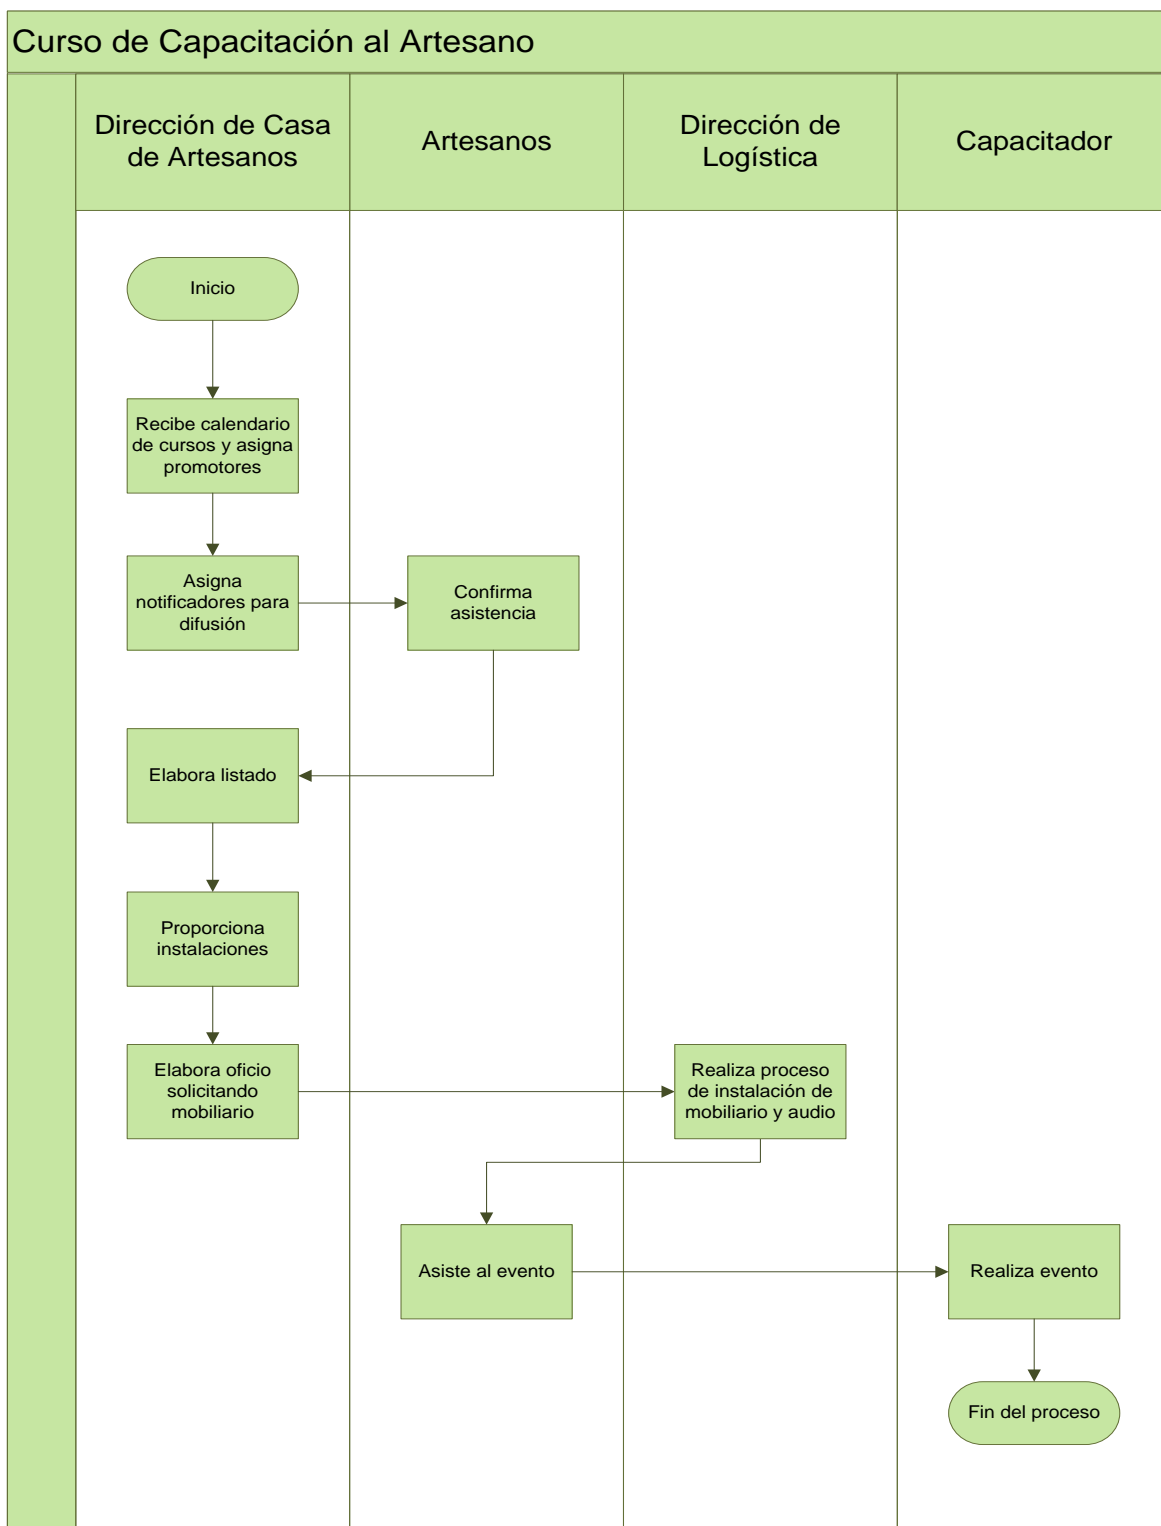 Curso de Capacitación al Artesano
Dirección de Casa
de Artesanos
Artesanos
Dirección de
Logística
Capacitador
Inicio
Recibe calendario
de cursos y asigna
promotores
Asigna
notificadores para
difusión
Confirma
asistencia
Elabora listado
Proporciona
instalaciones
Elabora oficio
solicitando
mobiliario
Realiza proceso
de instalación de
mobiliario y audio
Asiste al evento
Realiza evento
Fin del proceso